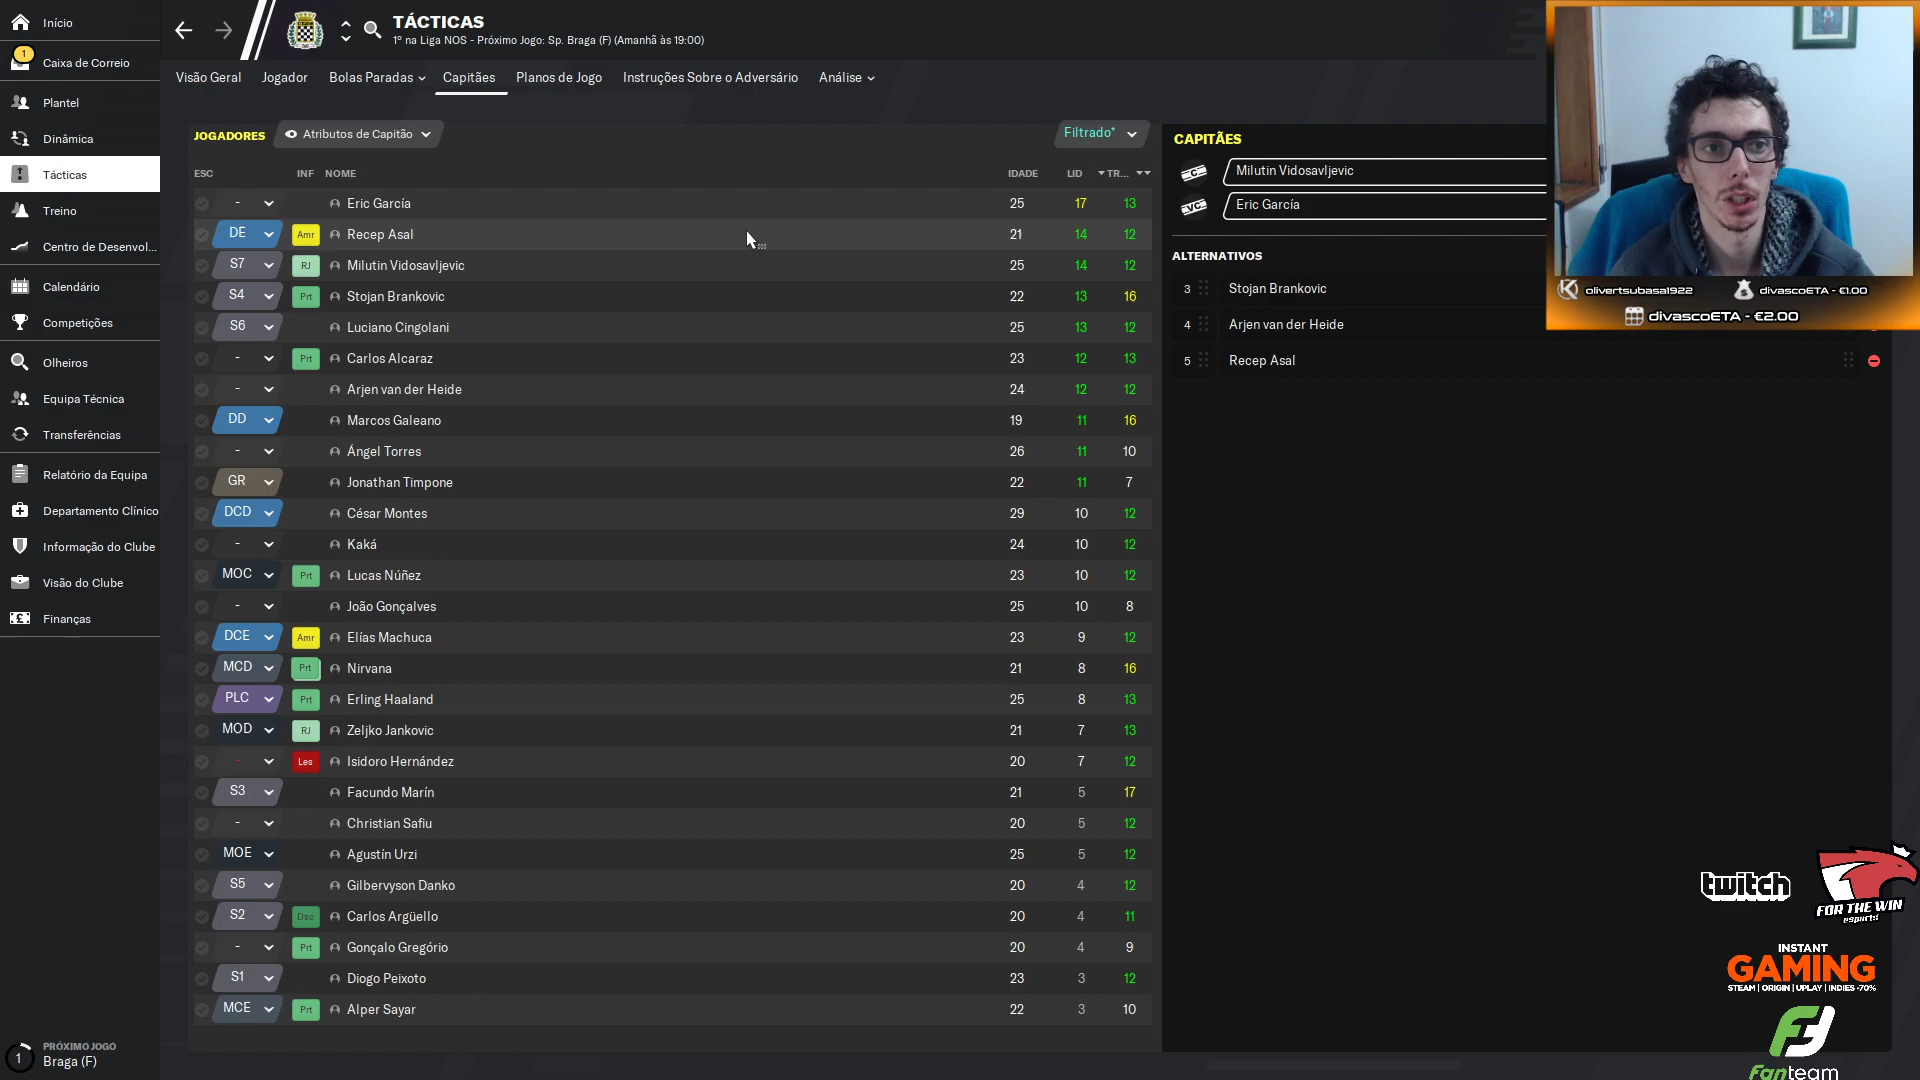 Início
1
Caixa de Correio
Plantel
Dinâmica
Tácticas
Treino
Centro de Desenvol...
Calendário
Competições
Olheiros
Equipa Técnica
Transferências
Relatório da Equipa
Departamento Clínico
Informação do Clube
Visão do Clube
Finanças
1 PRÓXIMO JOGO
Braga (F)
TÁCTICAS
1º na Liga NOS - Próximo Jogo: Sp. Braga (F) (Amanhã às 19:00)
Visão Geral Jogador Bolas Paradas Capitães Planos de Jogo Instruções Sobre o Adversário Análise
JOGADORES Atributos de Capitão Filtrado*
ESC INF NOME IDADE LID TR...
- Eric García 25 17 13
DE Amr Recep Asal 21 14 12
S7 RJ Milutin Vidosavljevic 25 14 12
S4 Prt Stojan Brankovic 22 13 16
S6 Luciano Cingolani 25 13 12
- Prt Carlos Alcaraz 23 12 13
- Arjen van der Heide 24 12 12
DD Marcos Galeano 19 11 16
- Ángel Torres 26 11 10
GR Jonathan Timpone 22 11 7
DCD César Montes 29 10 12
- Kaká 24 10 12
MOC Prt Lucas Núñez 23 10 12
- João Gonçalves 25 10 8
DCE Amr Elías Machuca 23 9 12
MCD Prt Nirvana 21 8 16
PLC Prt Erling Haaland 25 8 13
MOD RJ Zeljko Jankovic 21 7 13
- Les Isidoro Hernández 20 7 12
S3 Facundo Marín 21 5 17
- Christian Safiu 20 5 12
MOE Agustín Urzi 25 5 12
S5 Gilbervyson Danko 20 4 12
S2 Dsc Carlos Argüello 20 4 11
- Prt Gonçalo Gregório 20 4 9
S1 Diogo Peixoto 23 3 12
MCE Prt Alper Sayar 22 3 10
CAPITÃES
C Milutin Vidosavljevic
VC Eric García
ALTERNATIVOS
3 Stojan Brankovic
4 Arjen van der Heide
5 Recep Asal
olivertsubasa1922 divascoETA - €1.00
divascoETA - €2.00
twitch
FOR THE WIN
esports
INSTANT
GAMING
STEAM | ORIGIN | UPLAY | INDIES -70%
Fanteam